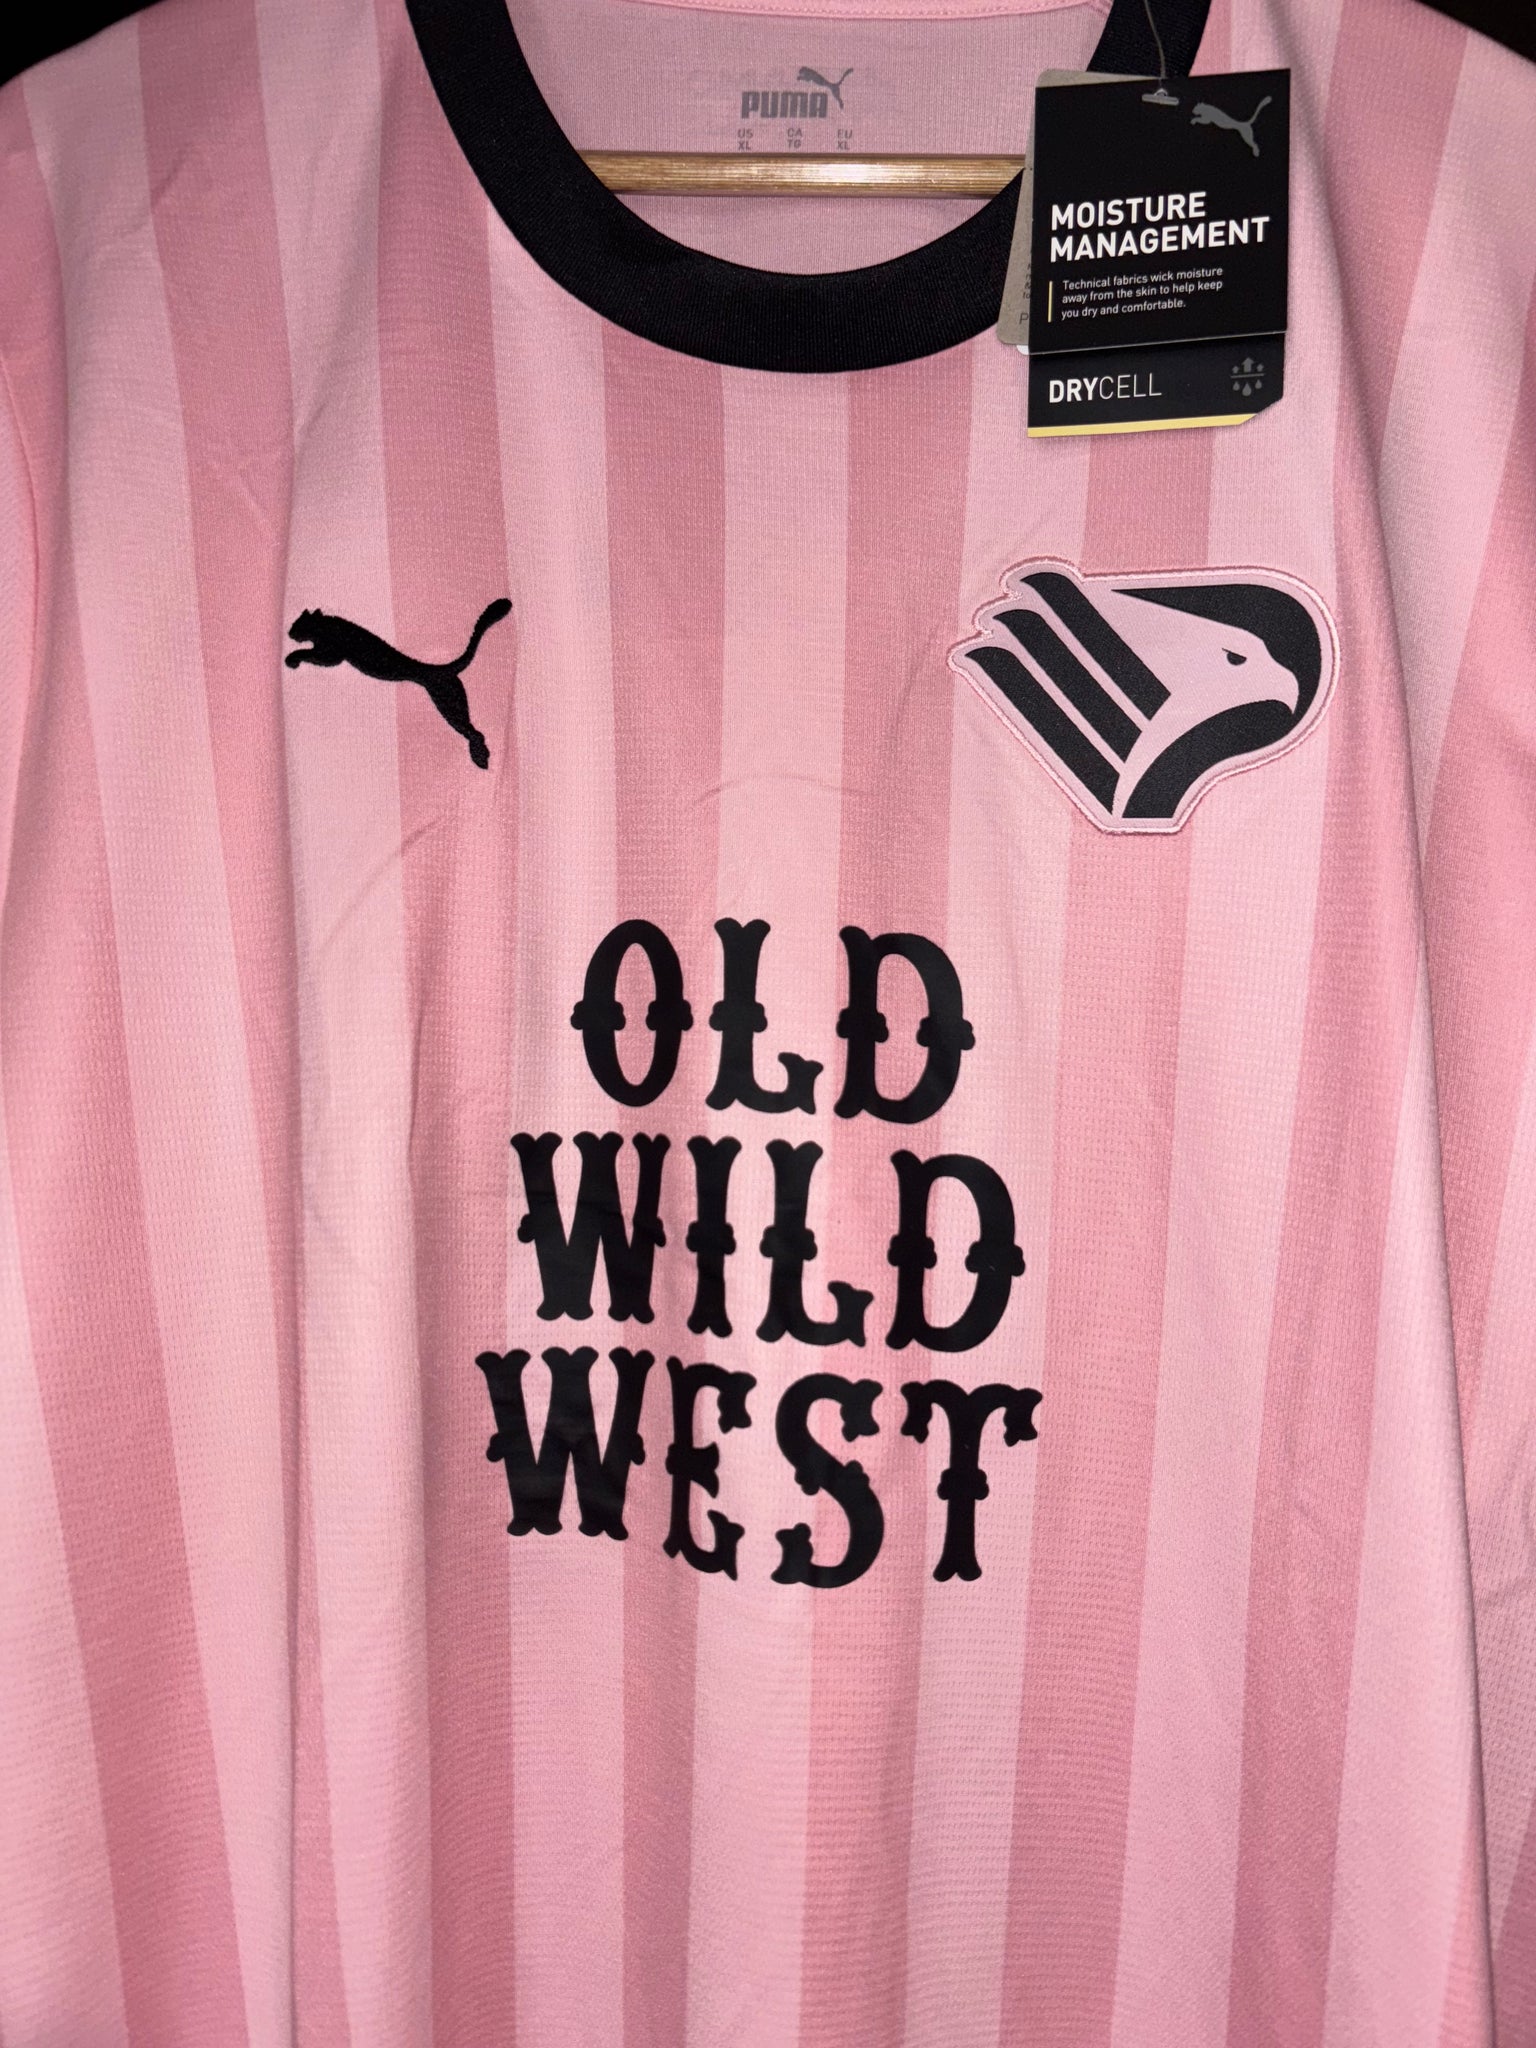 PUMA
US CA EU
XL TG XL
MOISTURE
MANAGEMENT
Technical fabrics wick moisture
away from the skin to help keep
you dry and comfortable.
DRYCELL
OLD
WILD
WEST